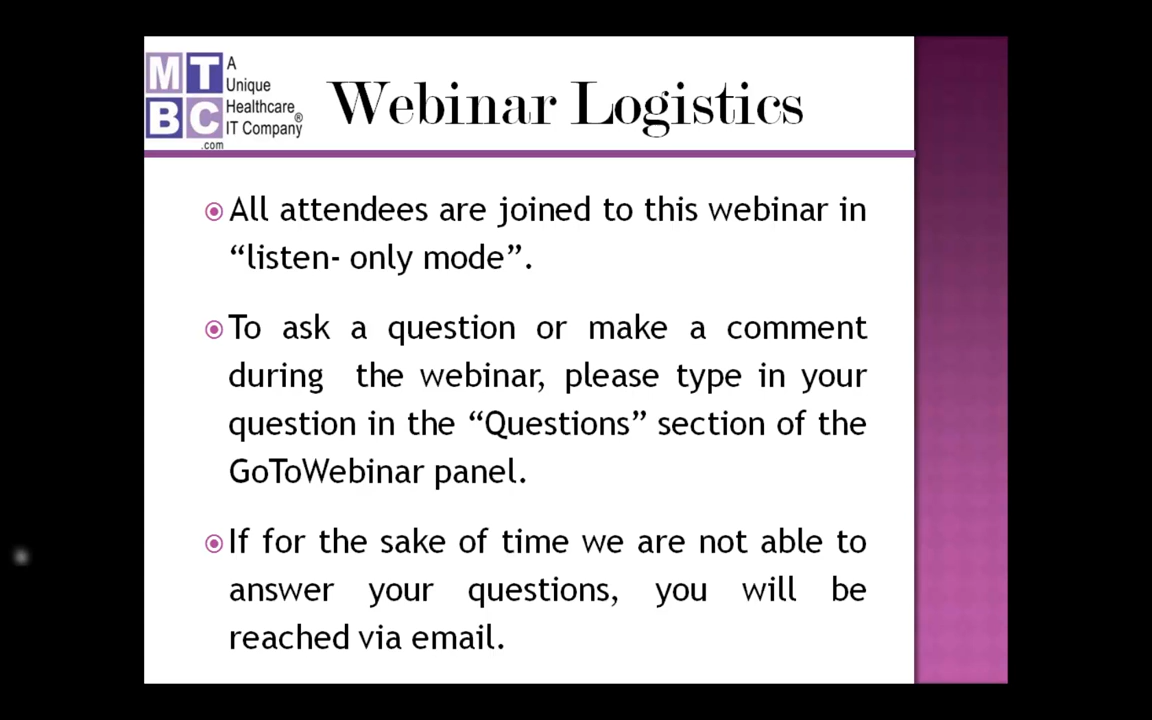 MT
BC
A
Unique
Healthcare
IT Company®
.com
Webinar Logistics
All attendees are joined to this webinar in
“listen- only mode”.
To ask a question or make a comment
during the webinar, please type in your
question in the “Questions” section of the
GoToWebinar panel.
If for the sake of time we are not able to
answer your questions, you will be
reached via email.